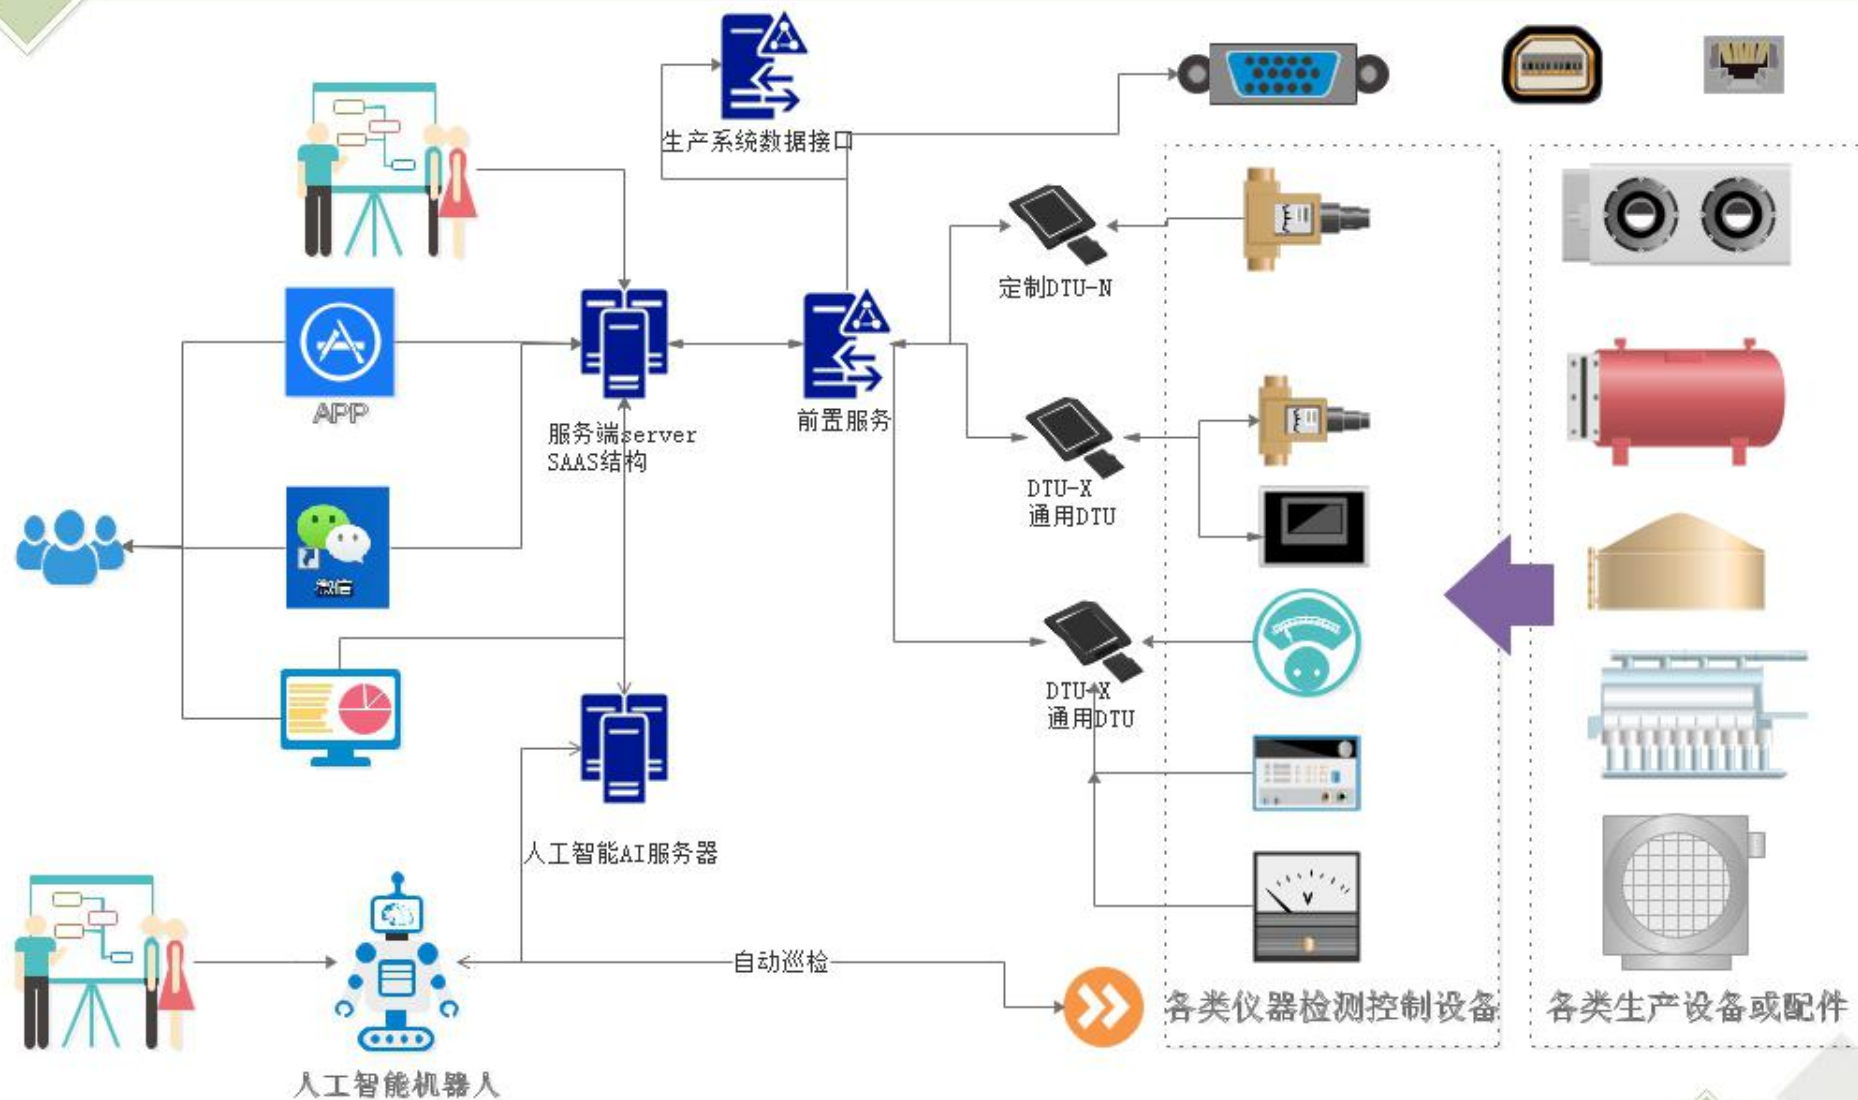 生产系统数据接口
定制DTU-N
APP
服务端server
SAAS结构
前置服务
DTU-X
通用DTU
微信
DTU-X
通用DTU
V
人工智能AI服务器
自动巡检
各类仪器检测控制设备
各类生产设备或配件
人工智能机器人